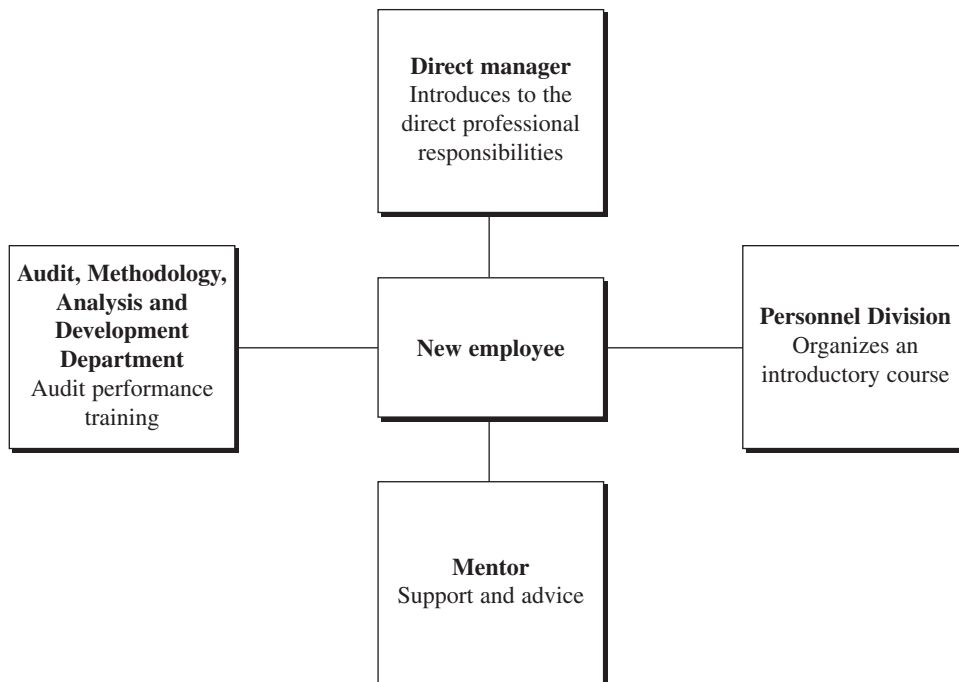 Direct manager
Introduces to the
direct professional
responsibilities
Audit, Methodology,
Analysis and
Development
Department
Audit performance
training
New employee
Personnel Division
Organizes an
introductory course
Mentor
Support and advice